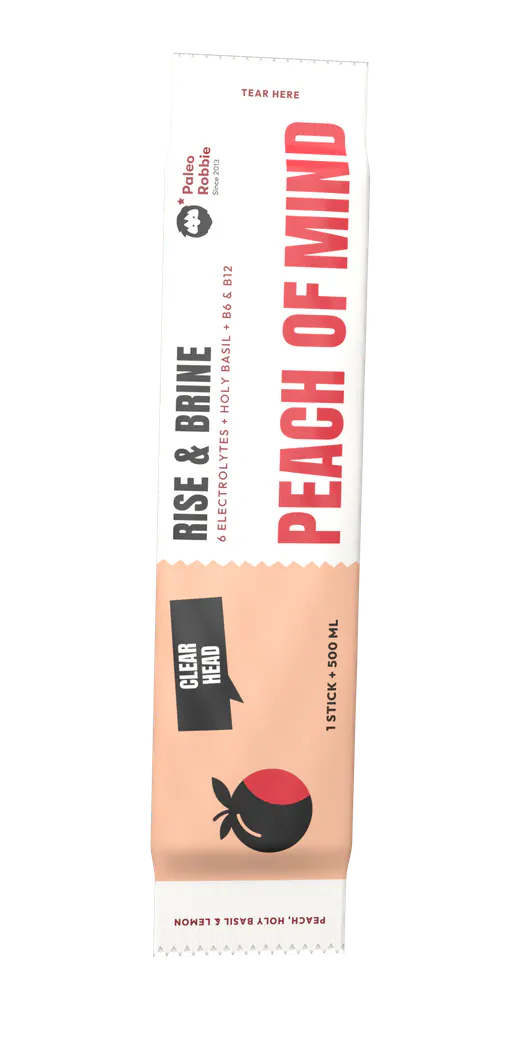 TEAR HERE
Paleo
Robbie
Since 2013
RISE & BRINE
6 ELECTROLYTES + HOLY BASIL + B6 & B12
PEACH OF MIND
CLEAR
HEAD
1 STICK + 500 ML
PEACH, HOLY BASIL & LEMON